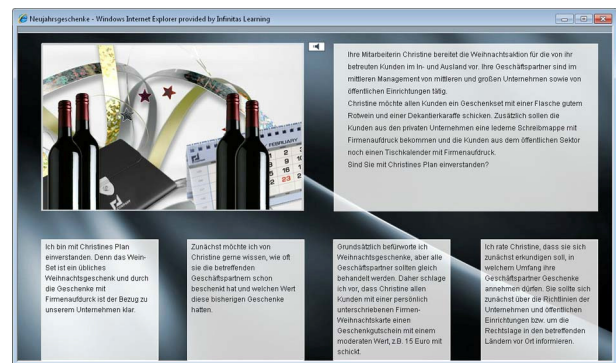 Neujahrsgeschenke - Windows Internet Explorer provided by Infinitas Learning
Ihre Mitarbeiterin Christine bereitet die Weihnachtsaktion für die von ihr
betreuten Kunden im In- und Ausland vor. Ihre Geschäftspartner sind im
mittleren Management von mittleren und großen Unternehmen sowie von
öffentlichen Einrichtungen tätig.
Christine möchte allen Kunden ein Geschenkset mit einer Flasche gutem
Rotwein und einer Dekantierkaraffe schicken. Zusätzlich sollen die
Kunden aus den privaten Unternehmen eine lederne Schreibmappe mit
Firmenaufdruck bekommen und die Kunden aus dem öffentlichen Sektor
noch einen Tischkalender mit Firmenaufdruck.
Sind Sie mit Christines Plan einverstanden?
FEBRUARY
Ich bin mit Christines Plan
einverstanden. Denn das Wein-
Set ist ein übliches
Weihnachtsgeschenk und durch
die Geschenke mit
Firmenaufdurck ist der Bezug zu
unserem Unternehmen klar.
Zunächst möchte ich von
Christine gerne wissen, wie oft
sie die betreffenden
Geschäftspartnern schon
beschenkt hat und welchen Wert
diese bisherigen Geschenke
hatten.
Grundsätzlich befürworte ich
Weihnachtsgeschenke, aber alle
Geschäftspartner sollten gleich
behandelt werden. Daher schlage
ich vor, dass Christine allen
Kunden mit einer persönlich
unterschriebenen Firmen-
Weihnachtskarte einen
Geschenkgutschein mit einem
moderaten Wert, z.B. 15 Euro mit
schickt.
Ich rate Christine, dass sie sich
zunächst erkundigen soll, in
welchem Umfang ihre
Geschäftspartner Geschenke
annehmen dürfen. Sie sollte sich
zunächst über die Richtlinien der
Unternehmen und öffentlichen
Einrichtungen bzw. um die
Rechtslage in den betreffenden
Ländern vor Ort informieren.